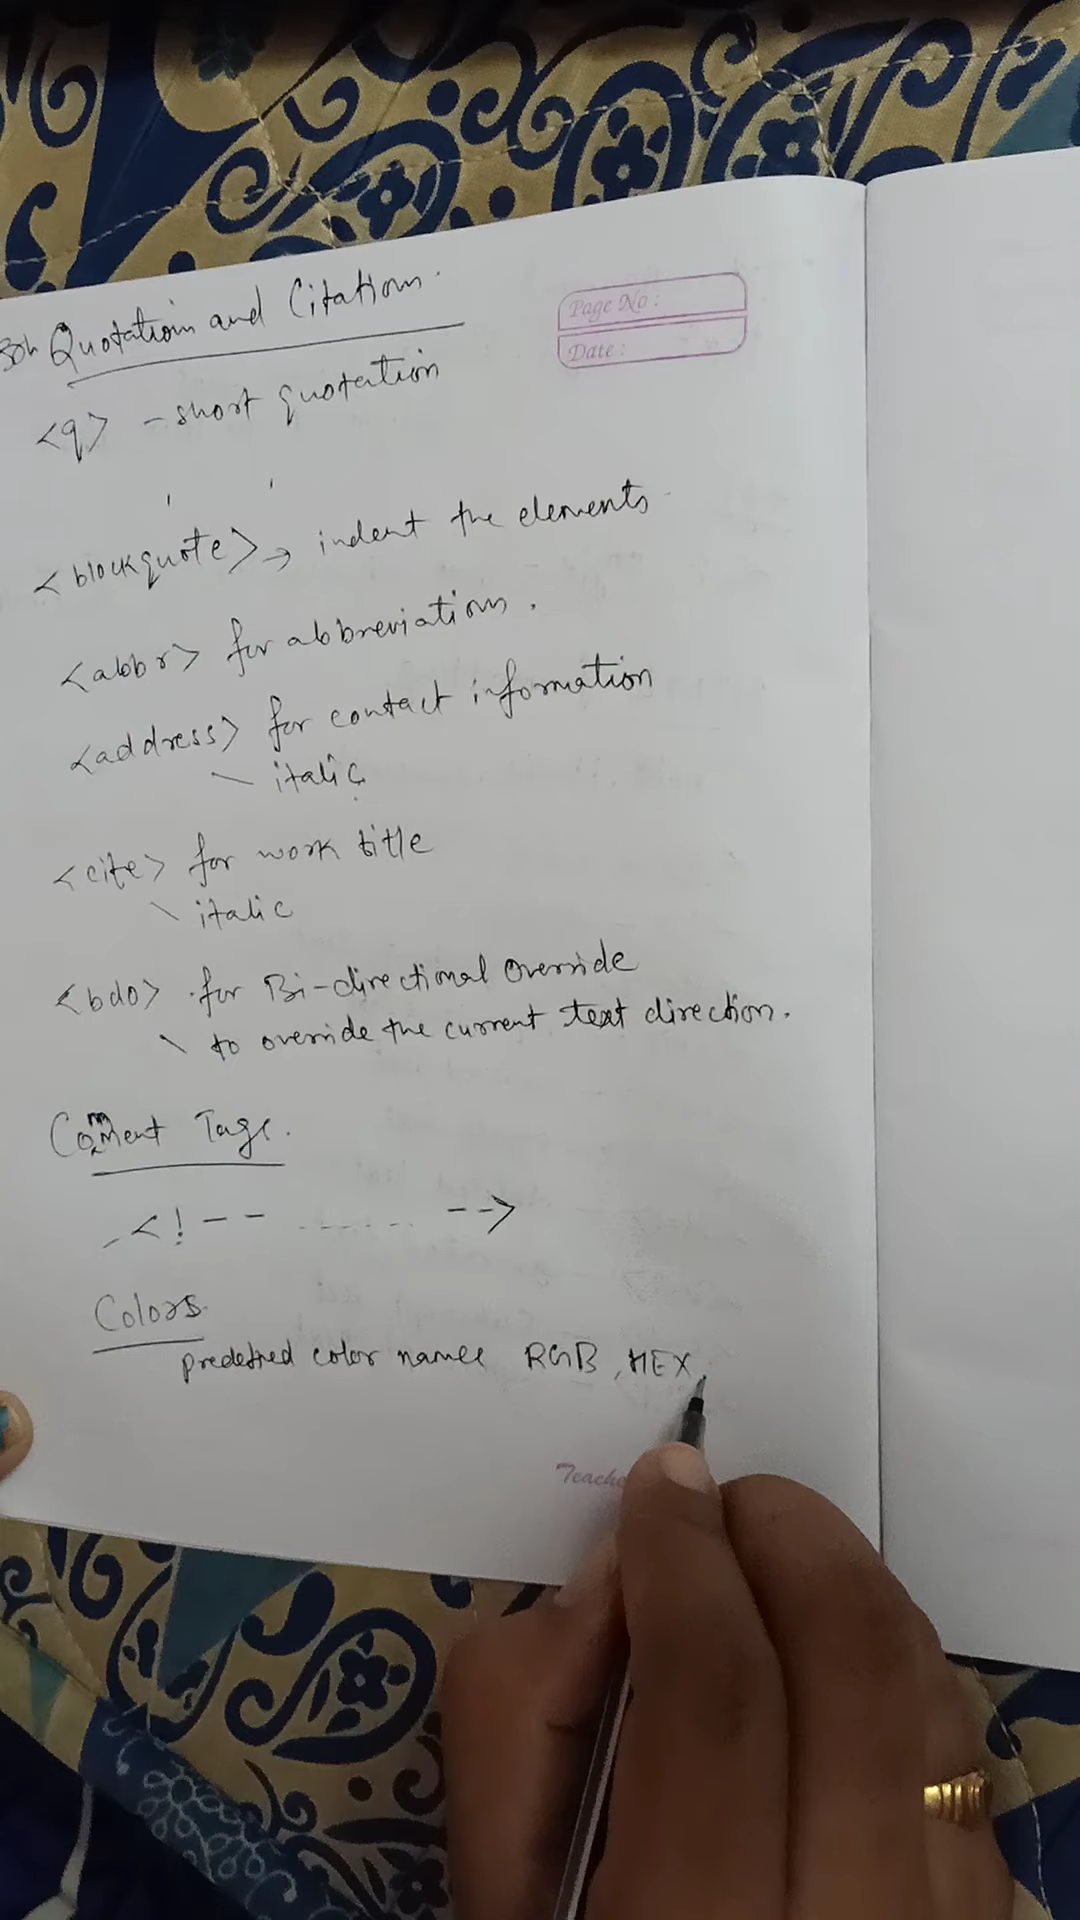 Quotation and Citation
Page No :
Date :
<q> - short quotation
<blockquote> → indent the elements
<abbr> for abbreviation.
<address> for contact information
\ italic
<cite> for work title
\ italic
<bdo> for Bi-directional override
\ to override the current text direction.
Comment Tags.
<!-- ....... -->
Colors
predefined color names RGB, HEX,
Teache